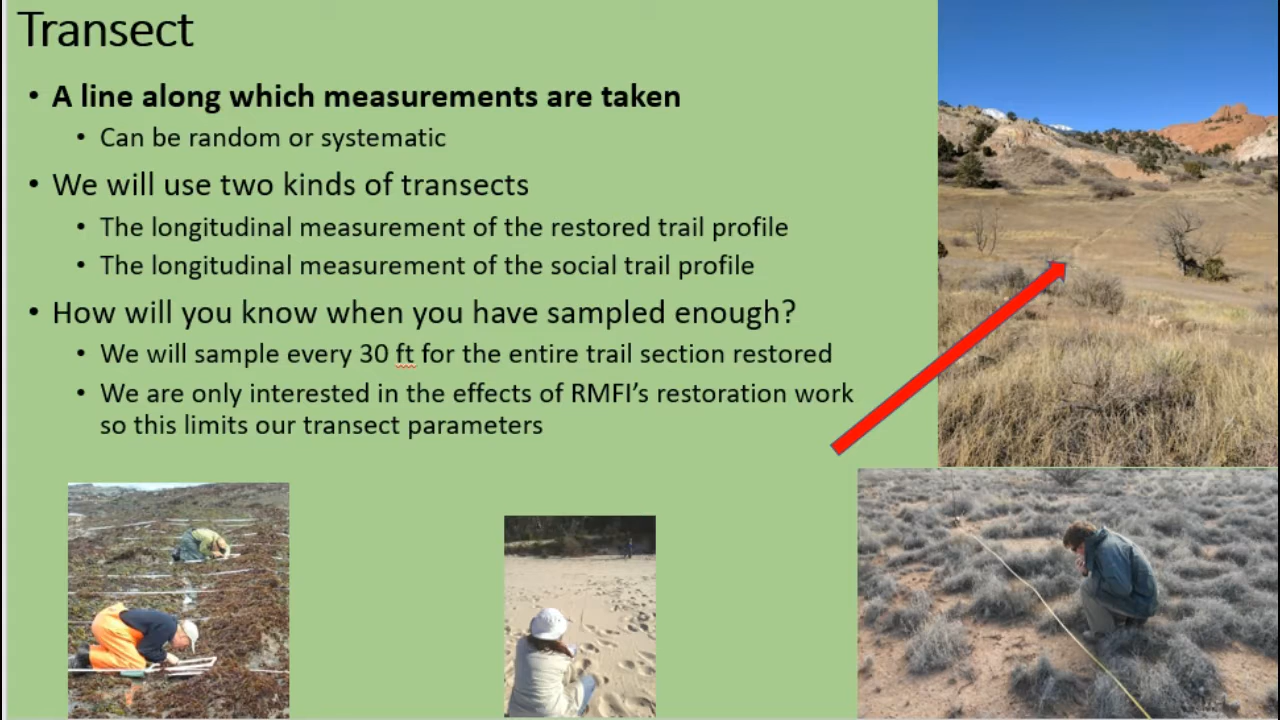 Transect
• A line along which measurements are taken
• Can be random or systematic
• We will use two kinds of transects
• The longitudinal measurement of the restored trail profile
• The longitudinal measurement of the social trail profile
• How will you know when you have sampled enough?
• We will sample every 30 ft for the entire trail section restored
• We are only interested in the effects of RMFI’s restoration work
so this limits our transect parameters